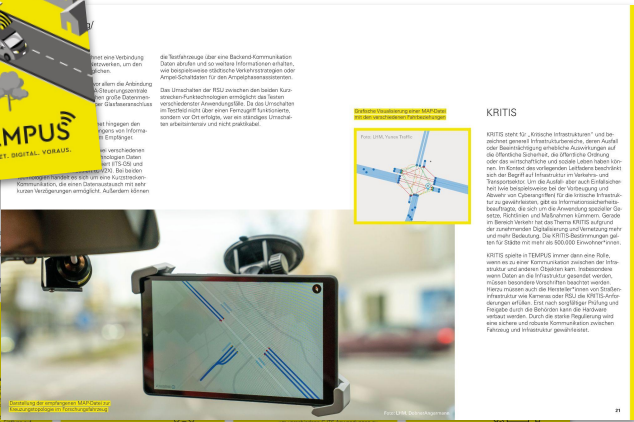 g/
hnet eine Verbindung
etzwerken, um den
glichen.
vor allem die Anbindung
-Steuerungszentrale
hen große Datenmen-
ber Glasfaseranschluss
net hingegen den
ngens von Informa-
m Empfänger.
ei verschiedenen
nologien Daten
ert (ITS-G5) und
-V2X). Bei beiden
Technologien handelt es sich um eine Kurzstrecken-
Kommunikation, die einen Datenaustausch mit sehr
kurzen Verzögerungen ermöglicht. Außerdem können
EMPUS
ET. DIGITAL. VORAUS.
die Testfahrzeuge über eine Backend-Kommunikation
Daten abrufen und so weitere Informationen erhalten,
wie beispielsweise städtische Verkehrsstrategien oder
Ampel-Schaltdaten für den Ampelphasenassistenten.
Das Umschalten der RSU zwischen den beiden Kurz-
strecken-Funktechnologien ermöglicht das Testen
verschiedenster Anwendungsfälle. Da das Umschalten
im Testfeld nicht über einen Fernzugriff funktionierte,
sondern vor Ort erfolgte, war ein ständiges Umschal-
ten arbeitsintensiv und nicht praktikabel.
Grafische Visualisierung einer MAP-Datei
mit den verschiedenen Fahrbeziehungen
Foto: LHM, Yunex Traffic
KRITIS
KRITIS steht für „Kritische Infrastrukturen“ und be-
zeichnet generell Infrastrukturbereiche, deren Ausfall
oder Beeinträchtigung erhebliche Auswirkungen auf
die öffentliche Sicherheit, die öffentliche Ordnung
oder das wirtschaftliche und soziale Leben haben kön-
nen. Im Kontext des vorliegenden Leitfadens beschränkt
sich der Begriff auf Infrastruktur im Verkehrs- und
Transportsektor. Um die Ausfall- aber auch Einfallsicher-
heit (wie beispielsweise bei der Vorbeugung und
Abwehr von Cyberangriffen) für die kritische Infrastruk-
tur zu gewährleisten, gibt es Informationssicherheits-
beauftragte, die sich um die Anwendung spezieller Ge-
setze, Richtlinien und Maßnahmen kümmern. Gerade
im Bereich Verkehr hat das Thema KRITIS aufgrund
der zunehmenden Digitalisierung und Vernetzung mehr
und mehr Bedeutung. Die KRITIS-Bestimmungen gel-
ten für Städte mit mehr als 500.000 Einwohner*innen.
KRITIS spielte in TEMPUS immer dann eine Rolle,
wenn es zu einer Kommunikation zwischen der Infra-
struktur und anderen Objekten kam. Insbesondere
wenn Daten an die Infrastruktur gesendet werden,
müssen besondere Vorschriften beachtet werden.
Hierzu müssen auch die Hersteller*innen von Straßen-
infrastruktur wie Kameras oder RSU die KRITIS-Anfor-
derungen erfüllen. Erst nach sorgfältiger Prüfung und
Freigabe durch die Behörden kann die Hardware
verbaut werden. Durch die starke Regulierung wird
eine sichere und robuste Kommunikation zwischen
Fahrzeug und Infrastruktur gewährleistet.
Darstellung der empfangenen MAP-Datei zur
Kreuzungstopologie im Forschungsfahrzeug
Foto: LHM,
21